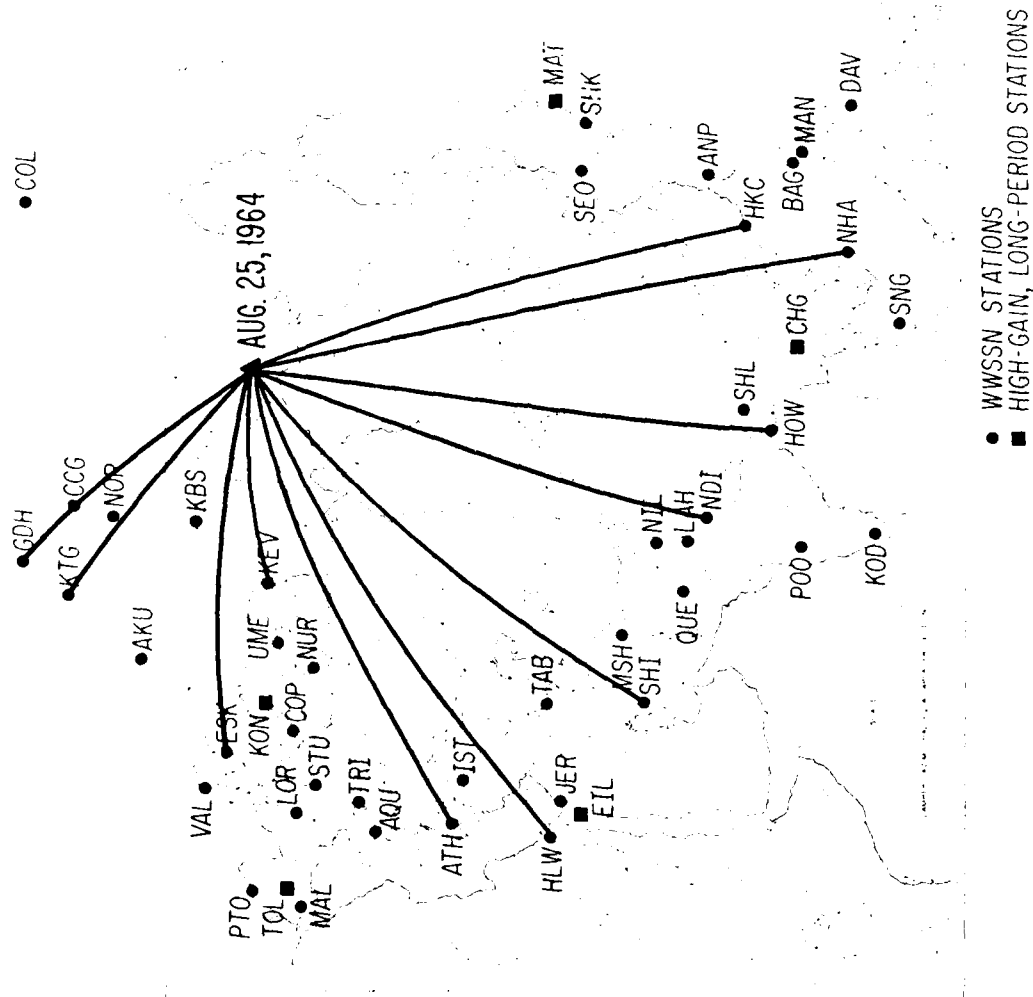 COL
GDH
CCG
KTG
NOR
AKU
KBS
AUG. 25, 1964
MAT
SHK
SEO
VAL
ESK
KEV
UME
KON
NUR
COP
PTO
TOL
MAL
LOR
STU
TRI
AQU
ATH
IST
HLW
JER
EIL
TAB
MSH
SHI
NIL
LAH
QUE
NDI
SHL
HOW
ANP
HKC
BAG
MAN
DAV
CHG
NHA
POO
KOD
SNG
● WWSSN STATIONS
■ HIGH-GAIN, LONG-PERIOD STATIONS